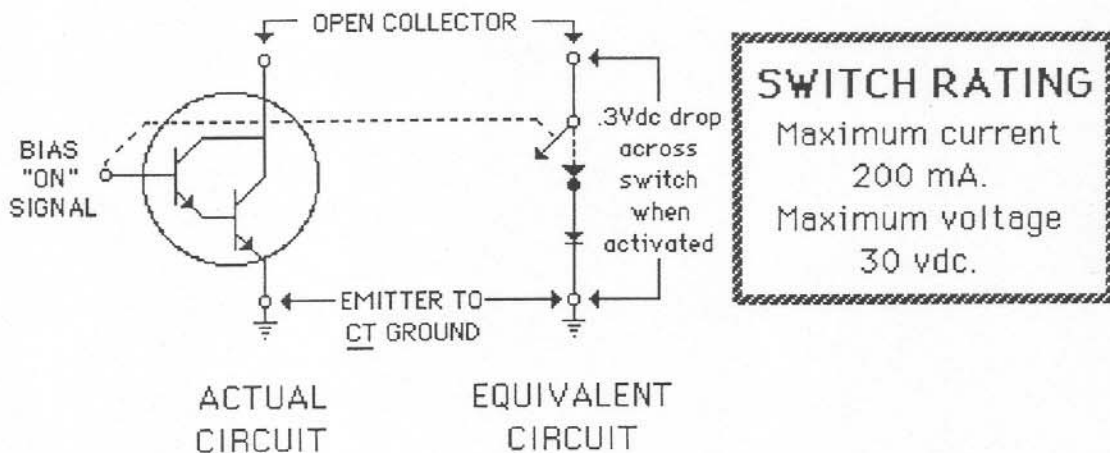 OPEN COLLECTOR
BIAS
"ON"
SIGNAL
.3Vdc drop
across
switch
when
activated
EMITTER TO
CT GROUND
ACTUAL
CIRCUIT
EQUIVALENT
CIRCUIT
SWITCH RATING
Maximum current
200 mA.
Maximum voltage
30 vdc.